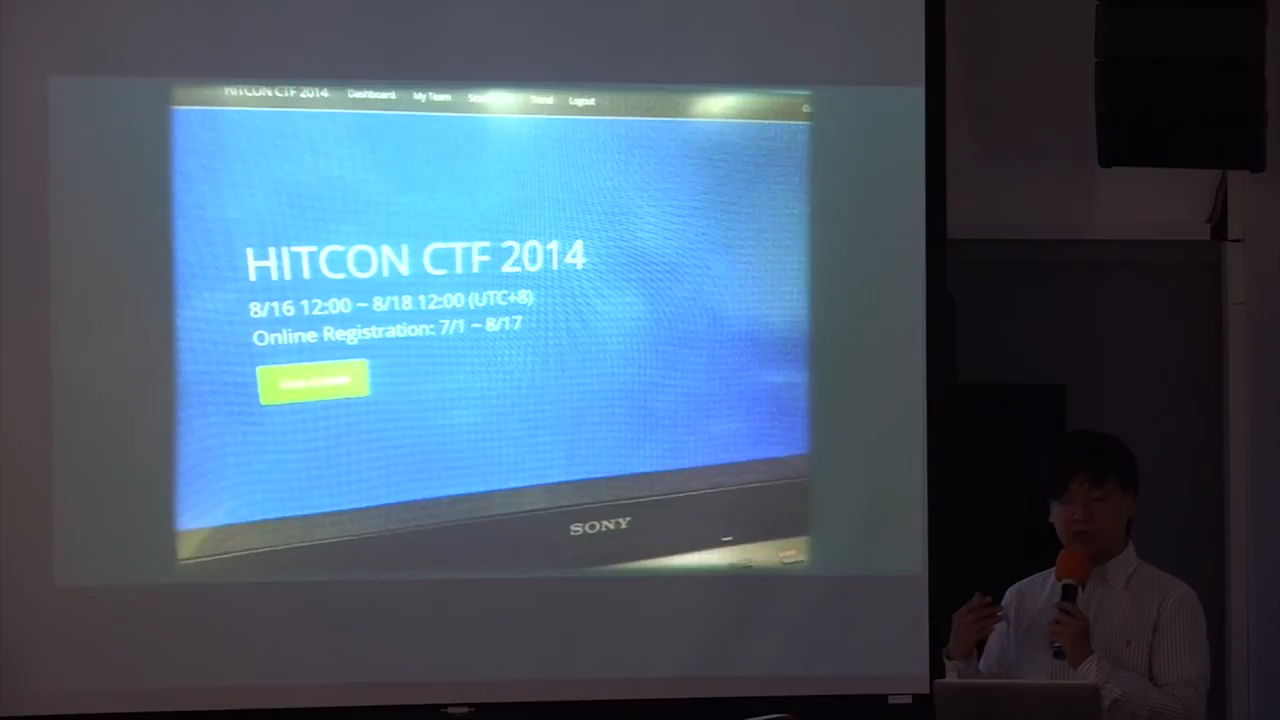 HITCON CTF 2014 Dashboard My Team Trend Logout
HITCON CTF 2014
8/16 12:00 – 8/18 12:00 (UTC+8)
Online Registration: 7/1 – 8/17
SONY